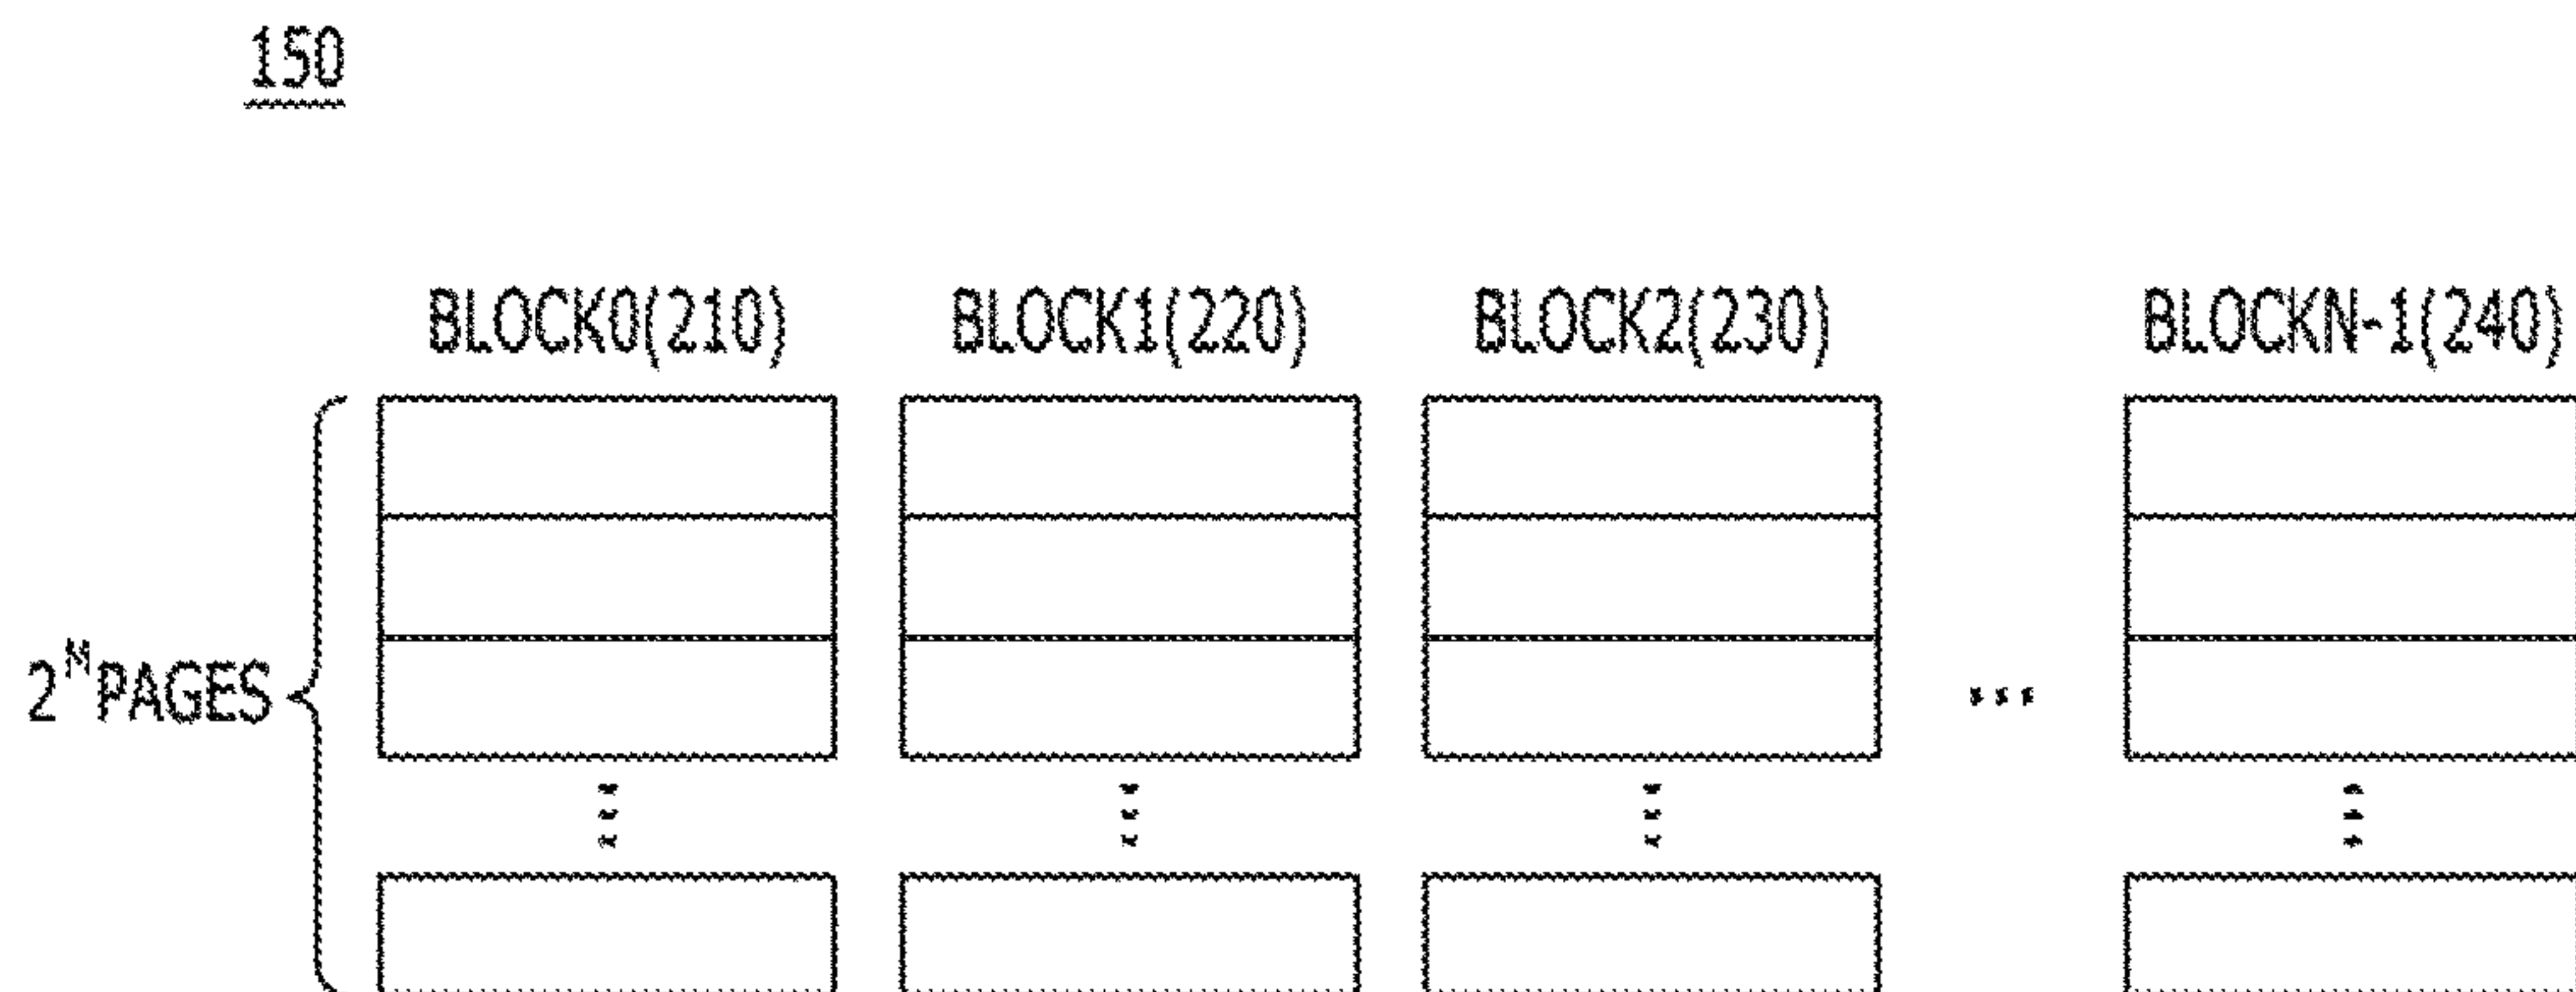 150
BLOCK0(210) BLOCK1(220) BLOCK2(230) BLOCKN-1(240)
2^M PAGES
...